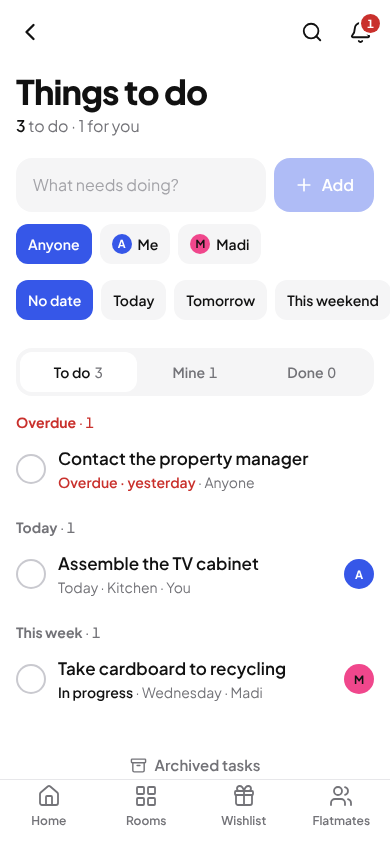 1
Things to do
3 to do · 1 for you
What needs doing?
+ Add
Anyone
A Me
M Madi
No date
Today
Tomorrow
This weekend
To do 3
Mine 1
Done 0
Overdue · 1
Contact the property manager
Overdue · yesterday · Anyone
Today · 1
Assemble the TV cabinet
Today · Kitchen · You
A
This week · 1
Take cardboard to recycling
In progress · Wednesday · Madi
M
Archived tasks
Home
Rooms
Wishlist
Flatmates